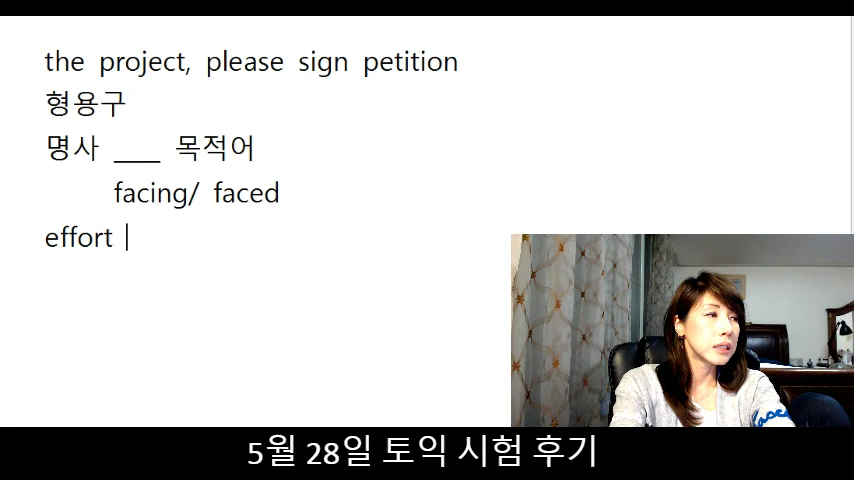 the project, please sign petition
형용구
명사 ____ 목적어
facing/ faced
effort
5월 28일 토익 시험 후기